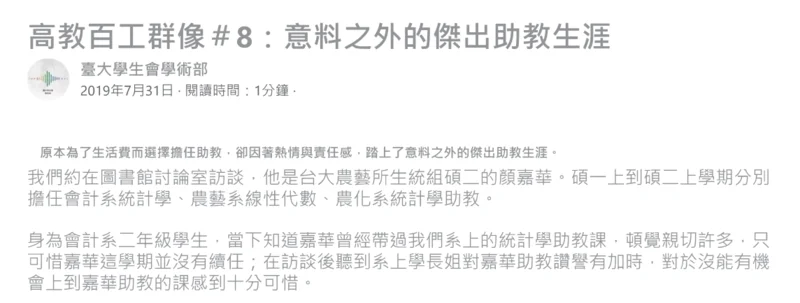 高教百工群像＃8：意料之外的傑出助教生涯
臺大學生會學術部
2019年7月31日 · 閱讀時間：1分鐘 ·
原本為了生活費而選擇擔任助教，卻因著熱情與責任感，踏上了意料之外的傑出助教生涯。
我們約在圖書館討論室訪談，他是台大農藝所生統組碩二的顏嘉華。碩一上到碩二上學期分別
擔任會計系統計學、農藝系線性代數、農化系統計學助教。
身為會計系二年級學生，當下知道嘉華曾經帶過我們系上的統計學助教課，頓覺親切許多，只
可惜嘉華這學期並沒有續任；在訪談後聽到系上學長姐對嘉華助教讚譽有加時，對於沒能有機
會上到嘉華助教的課感到十分可惜。